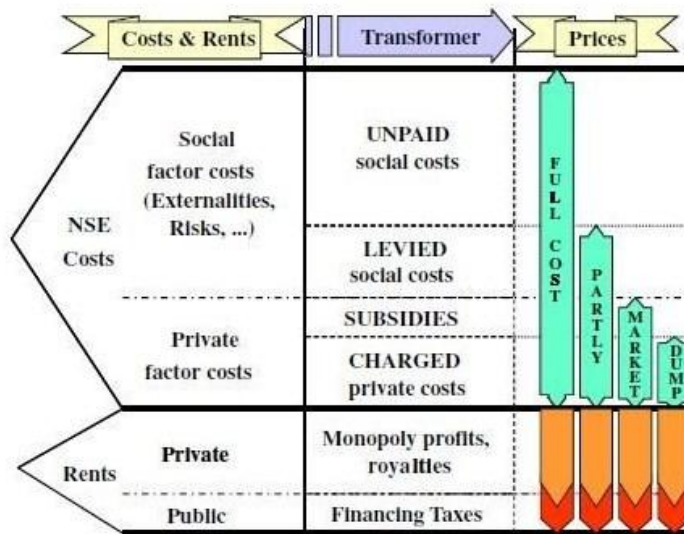 Costs & Rents
Transformer
Prices
Social
factor costs
(Externalities,
Risks, ...)
UNPAID
social costs
NSE
Costs
LEVIED
social costs
SUBSIDIES
Private
factor costs
CHARGED
private costs
FULL COST
PARTLY
MARKET
DUMP
Rents
Private
Monopoly profits,
royalties
Public
Financing Taxes